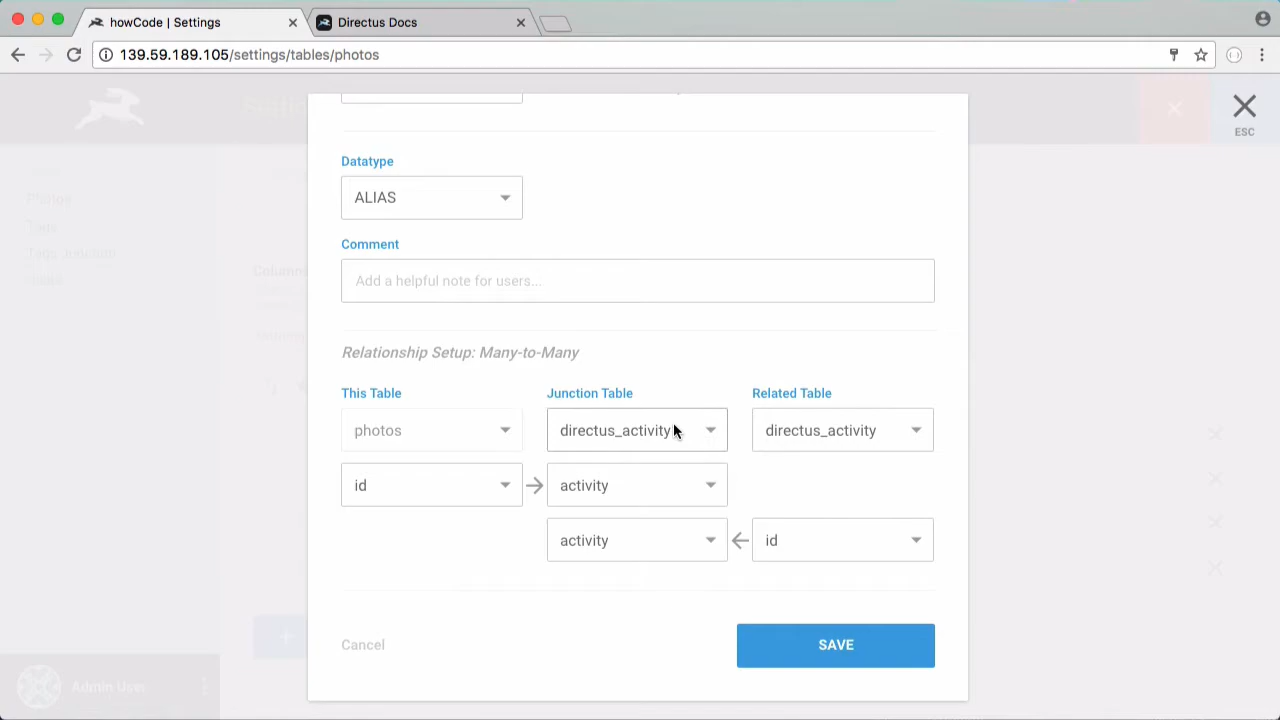 howCode | Settings
Directus Docs
139.59.189.105/settings/tables/photos
ESC
Photos
Tags
Tags Junction
Datatype
ALIAS
Comment
Add a helpful note for users...
Relationship Setup: Many-to-Many
This Table Junction Table Related Table
photos directus_activity directus_activity
id activity
activity id
Cancel SAVE
Admin User